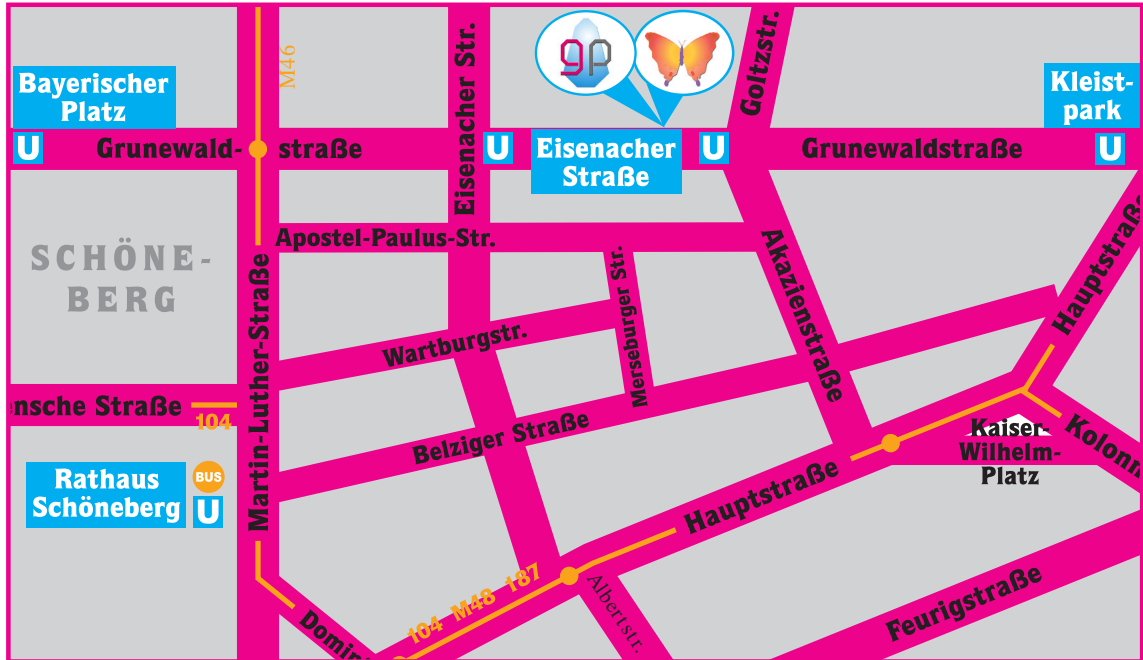 M46
Eisenacher Str.
gp
Goltzstr.
Bayerischer
Platz
U
Grunewald-
straße
U
Eisenacher
Straße
U
Grunewaldstraße
Kleist-
park
U
SCHÖNE-
BERG
Apostel-Paulus-Str.
Merseburger Str.
Akazienstraße
Hauptstraße
Wartburgstr.
Martin-Luther-Straße
ensche Straße
104
Belziger Straße
Kaiser-
Wilhelm-
Platz
Kolonn
Rathaus
Schöneberg
BUS
U
Hauptstraße
104 M48 187
Albertstr.
Feurigstraße
Domini